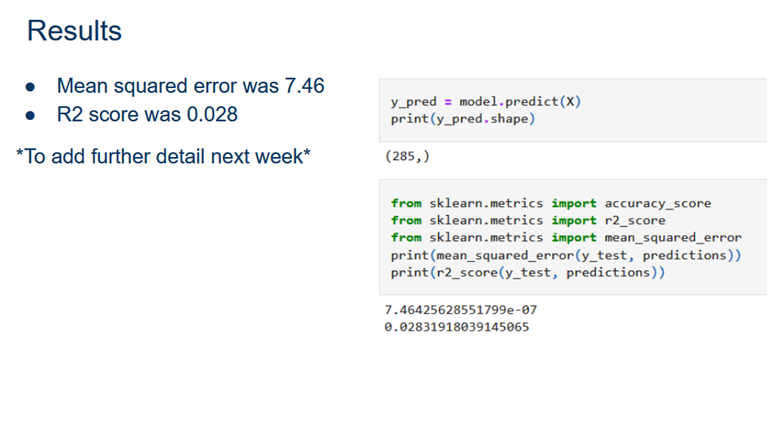 Results
● Mean squared error was 7.46
● R2 score was 0.028
*To add further detail next week*
y_pred = model.predict(X)
print(y_pred.shape)
(285,)
from sklearn.metrics import accuracy_score
from sklearn.metrics import r2_score
from sklearn.metrics import mean_squared_error
print(mean_squared_error(y_test, predictions))
print(r2_score(y_test, predictions))
7.46425628551799e-07
0.02831918039145065